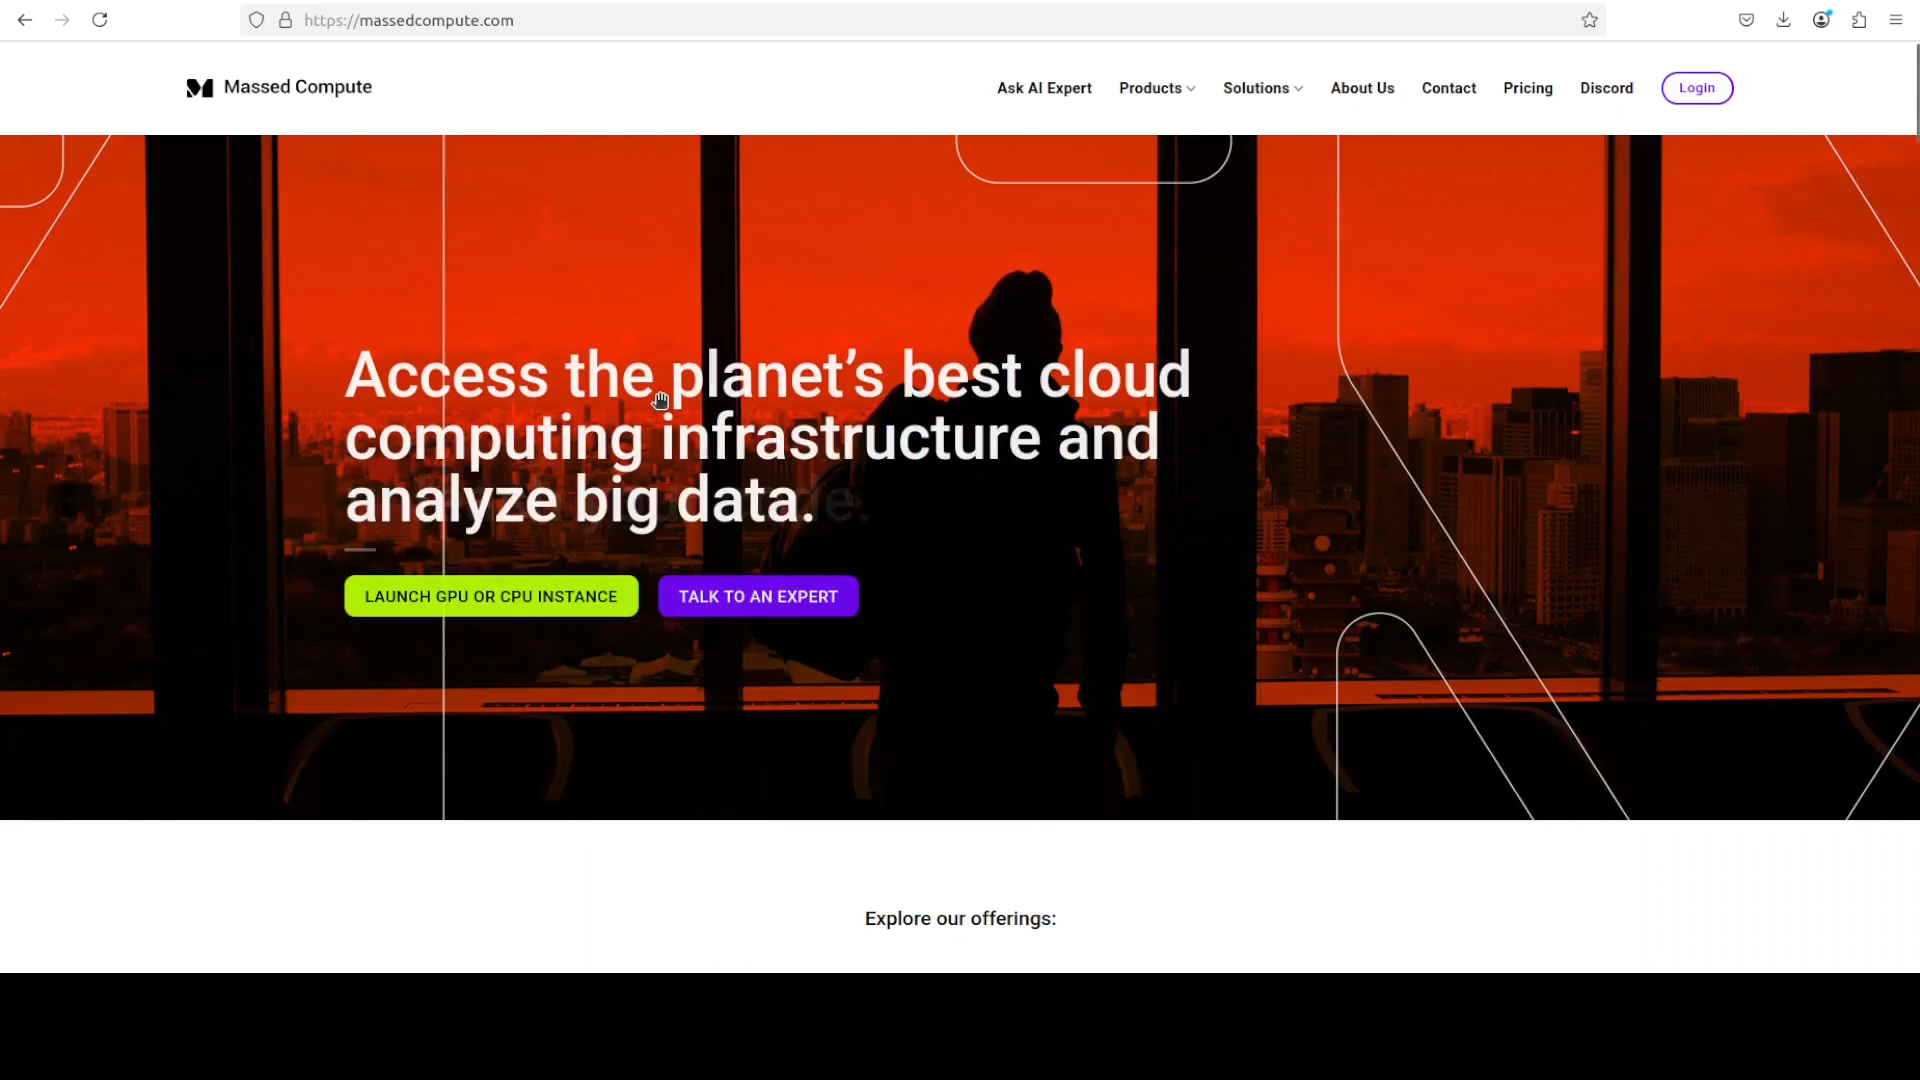 https://massedcompute.com
Massed Compute
Ask AI Expert
Products
Solutions
About Us
Contact
Pricing
Discord
Login
Access the planet’s best cloud
computing infrastructure and
analyze big data.
LAUNCH GPU OR CPU INSTANCE
TALK TO AN EXPERT
Explore our offerings: